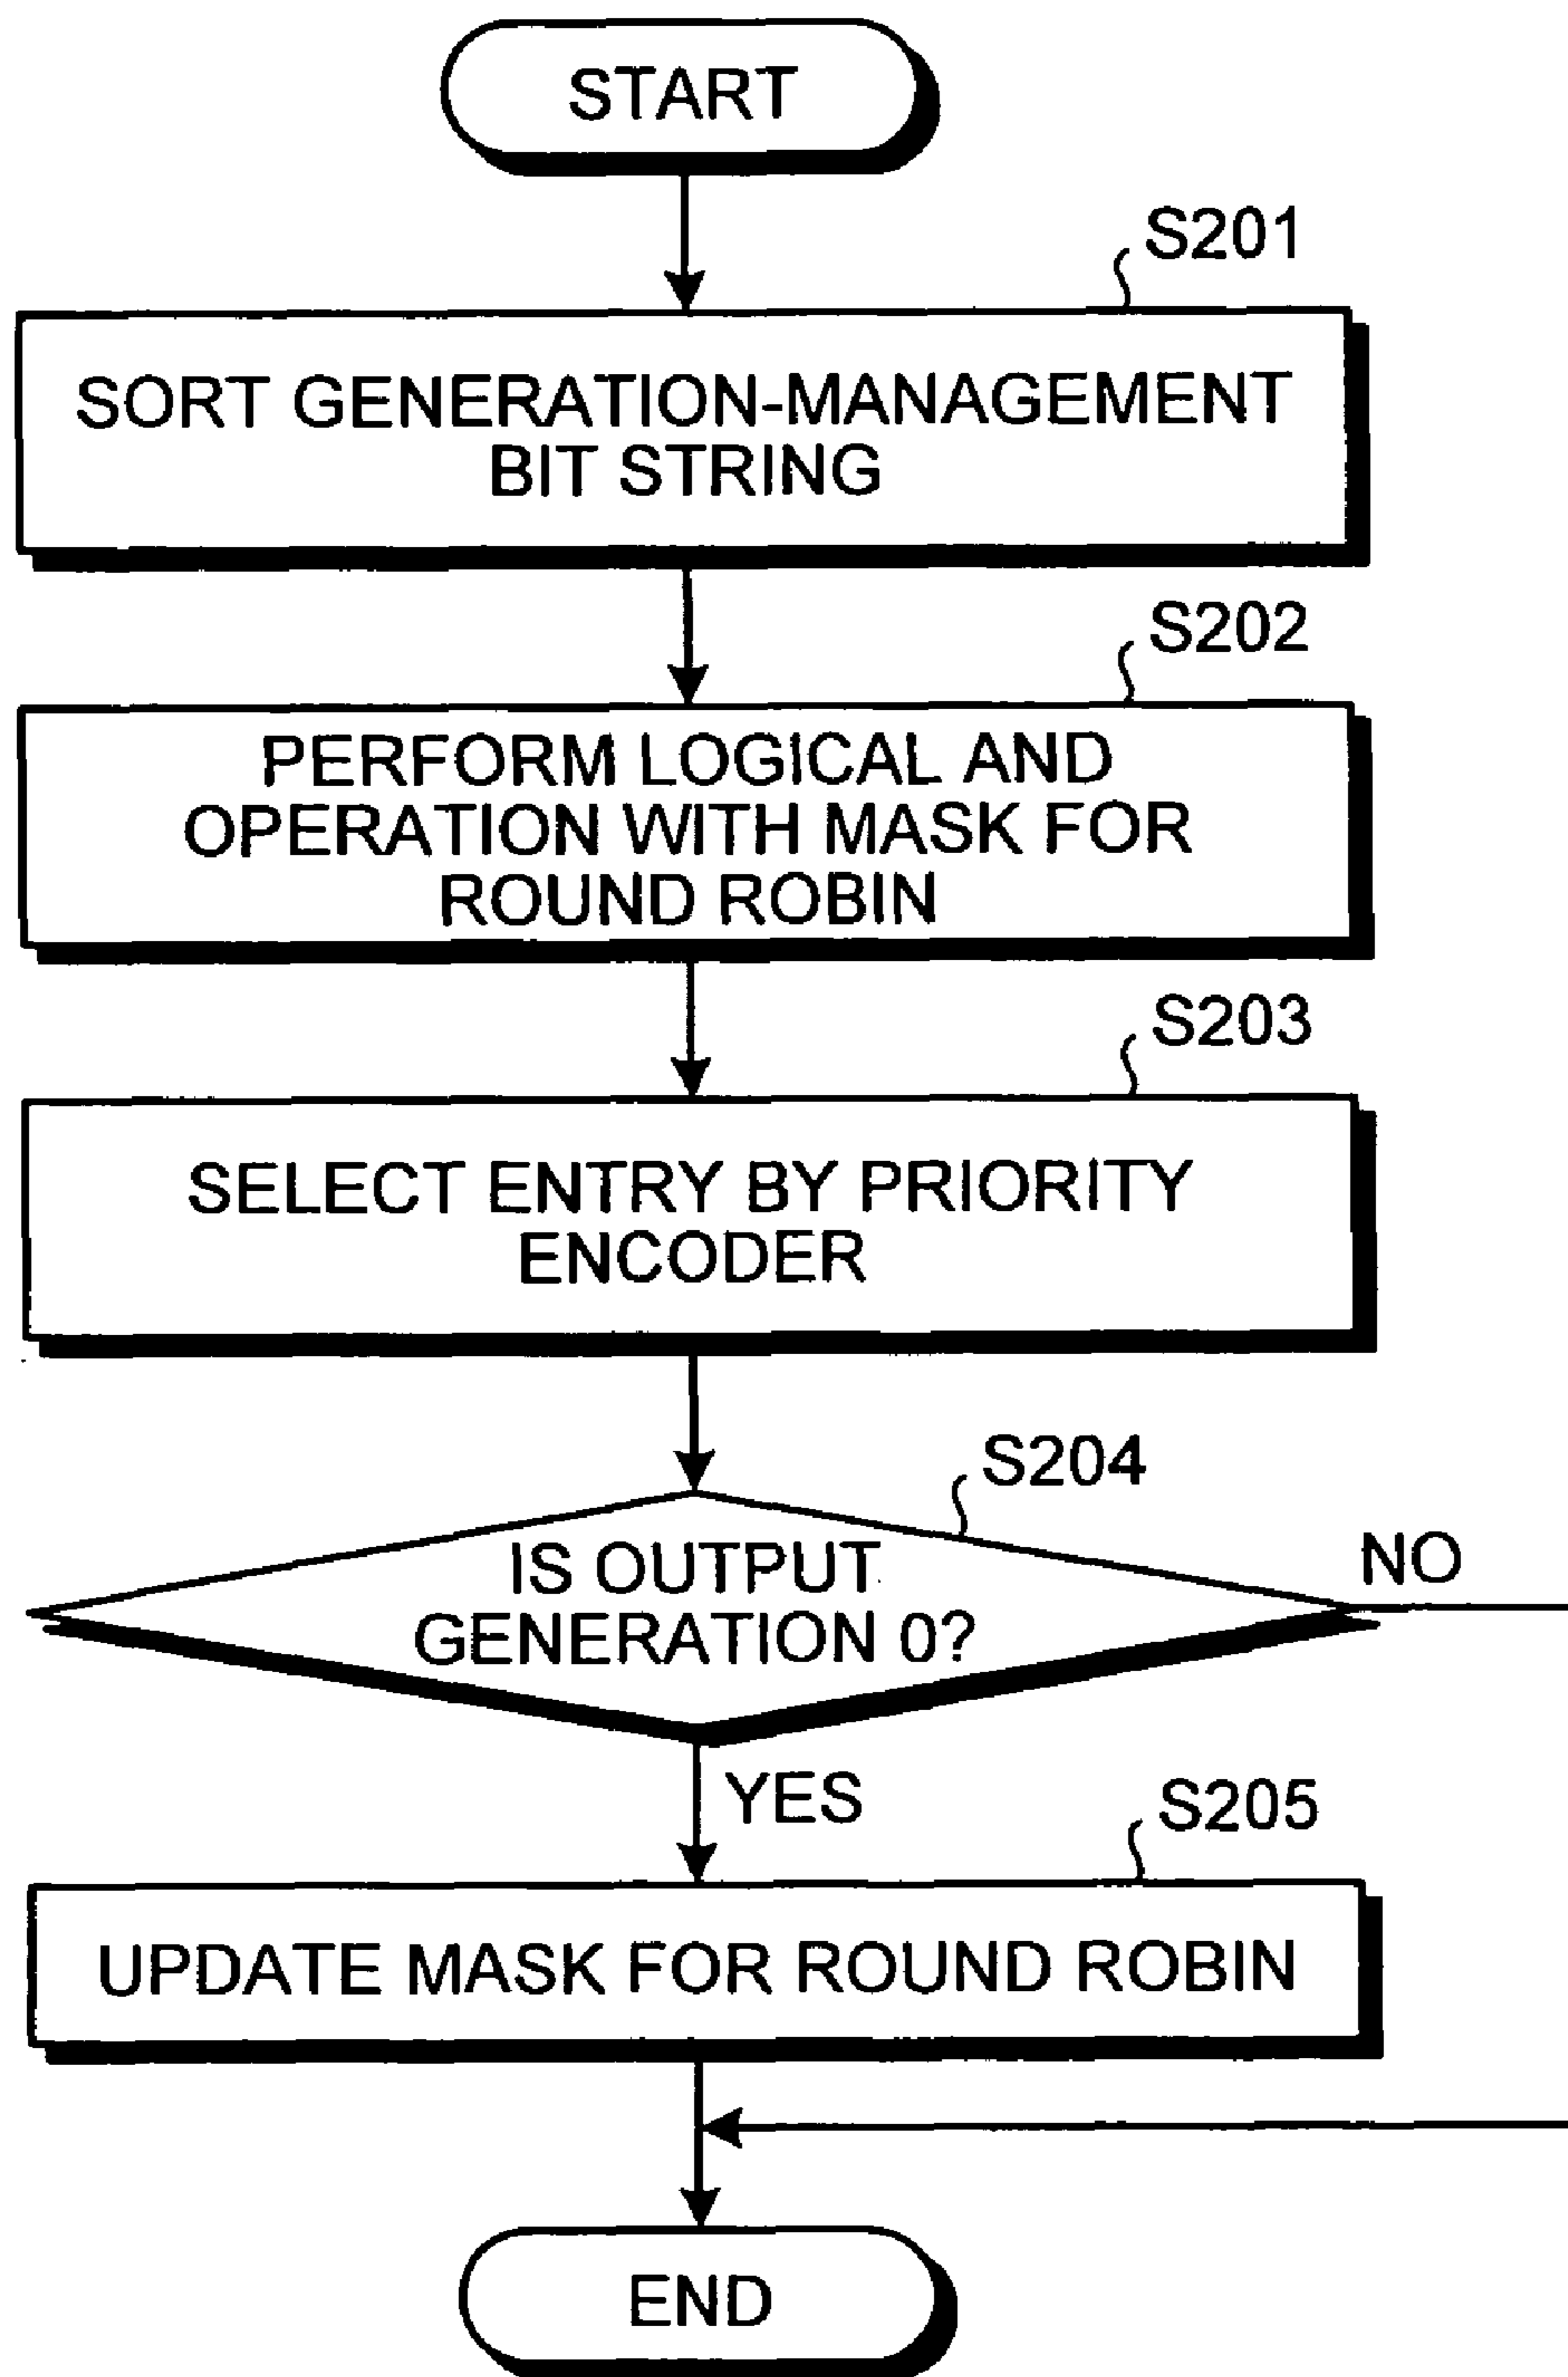 START
S201
SORT GENERATION-MANAGEMENT
BIT STRING
S202
PERFORM LOGICAL AND
OPERATION WITH MASK FOR
ROUND ROBIN
S203
SELECT ENTRY BY PRIORITY
ENCODER
S204
IS OUTPUT
GENERATION 0?
NO
YES
S205
UPDATE MASK FOR ROUND ROBIN
END